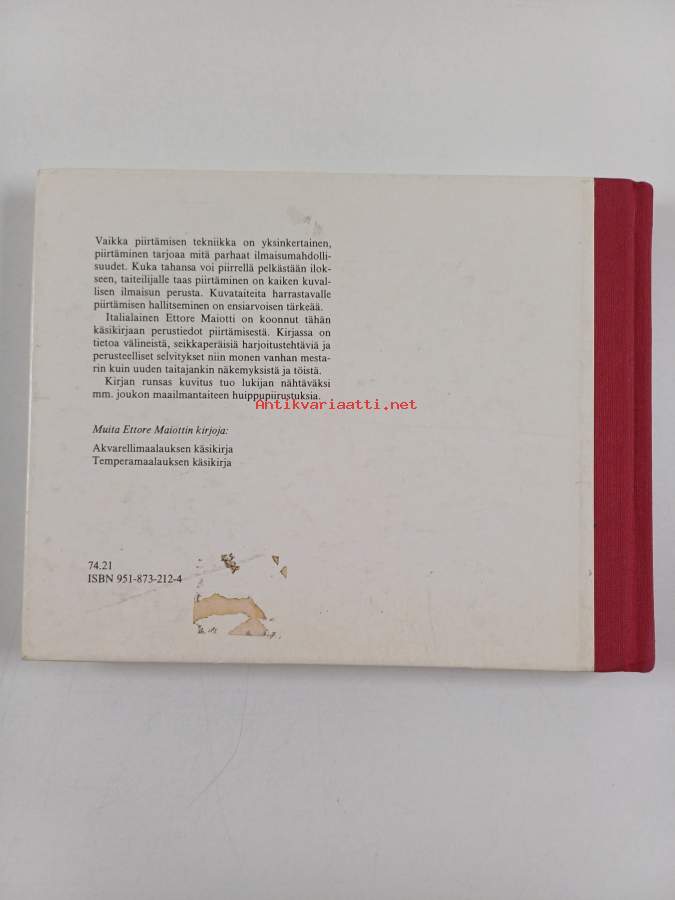 Vaikka piirtämisen tekniikka on yksinkertainen,
piirtäminen tarjoaa mitä parhaat ilmaisumahdolli-
suudet. Kuka tahansa voi piirrellä pelkästään ilok-
seen, taiteilijalle taas piirtäminen on kaiken kuval-
lisen ilmaisun perusta. Kuvataiteita harrastavalle
piirtämisen hallitseminen on ensiarvoisen tärkeää.
Italialainen Ettore Maiotti on koonnut tähän
käsikirjaan perustiedot piirtämisestä. Kirjassa on
tietoa välineistä, seikkaperäisiä harjoitustehtäviä ja
perusteelliset selvitykset niin monen vanhan mesta-
rin kuin uuden taitajankin näkemyksistä ja töistä.
Kirjan runsas kuvitus tuo lukijan nähtäväksi
mm. joukon maailmantaiteen huippupiirustuksia.
Antikvariaatti.net
Muita Ettore Maiottin kirjoja:
Akvarellimaalauksen käsikirja
Temperamaalauksen käsikirja
74.21
ISBN 951-873-212-4